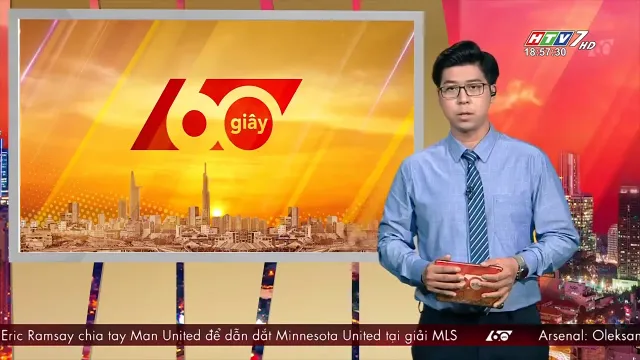 HTV7 HD
18:57:30
60 giây
Eric Ramsay chia tay Man United để dẫn dắt Minnesota United tại giải MLS 60 Arsenal: Oleksan